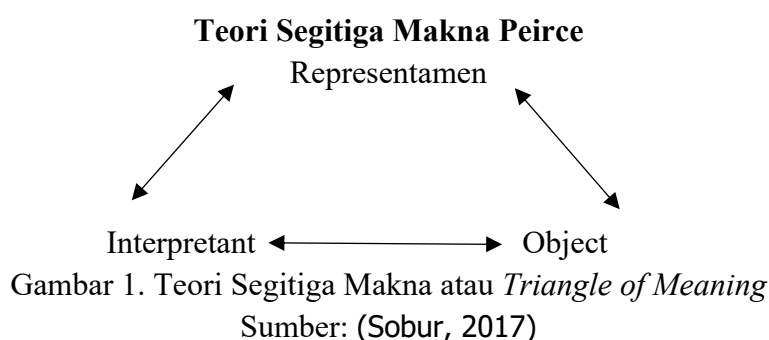 Teori Segitiga Makna Peirce
Representamen
Interpretant Object
Gambar 1. Teori Segitiga Makna atau Triangle of Meaning
Sumber: (Sobur, 2017)